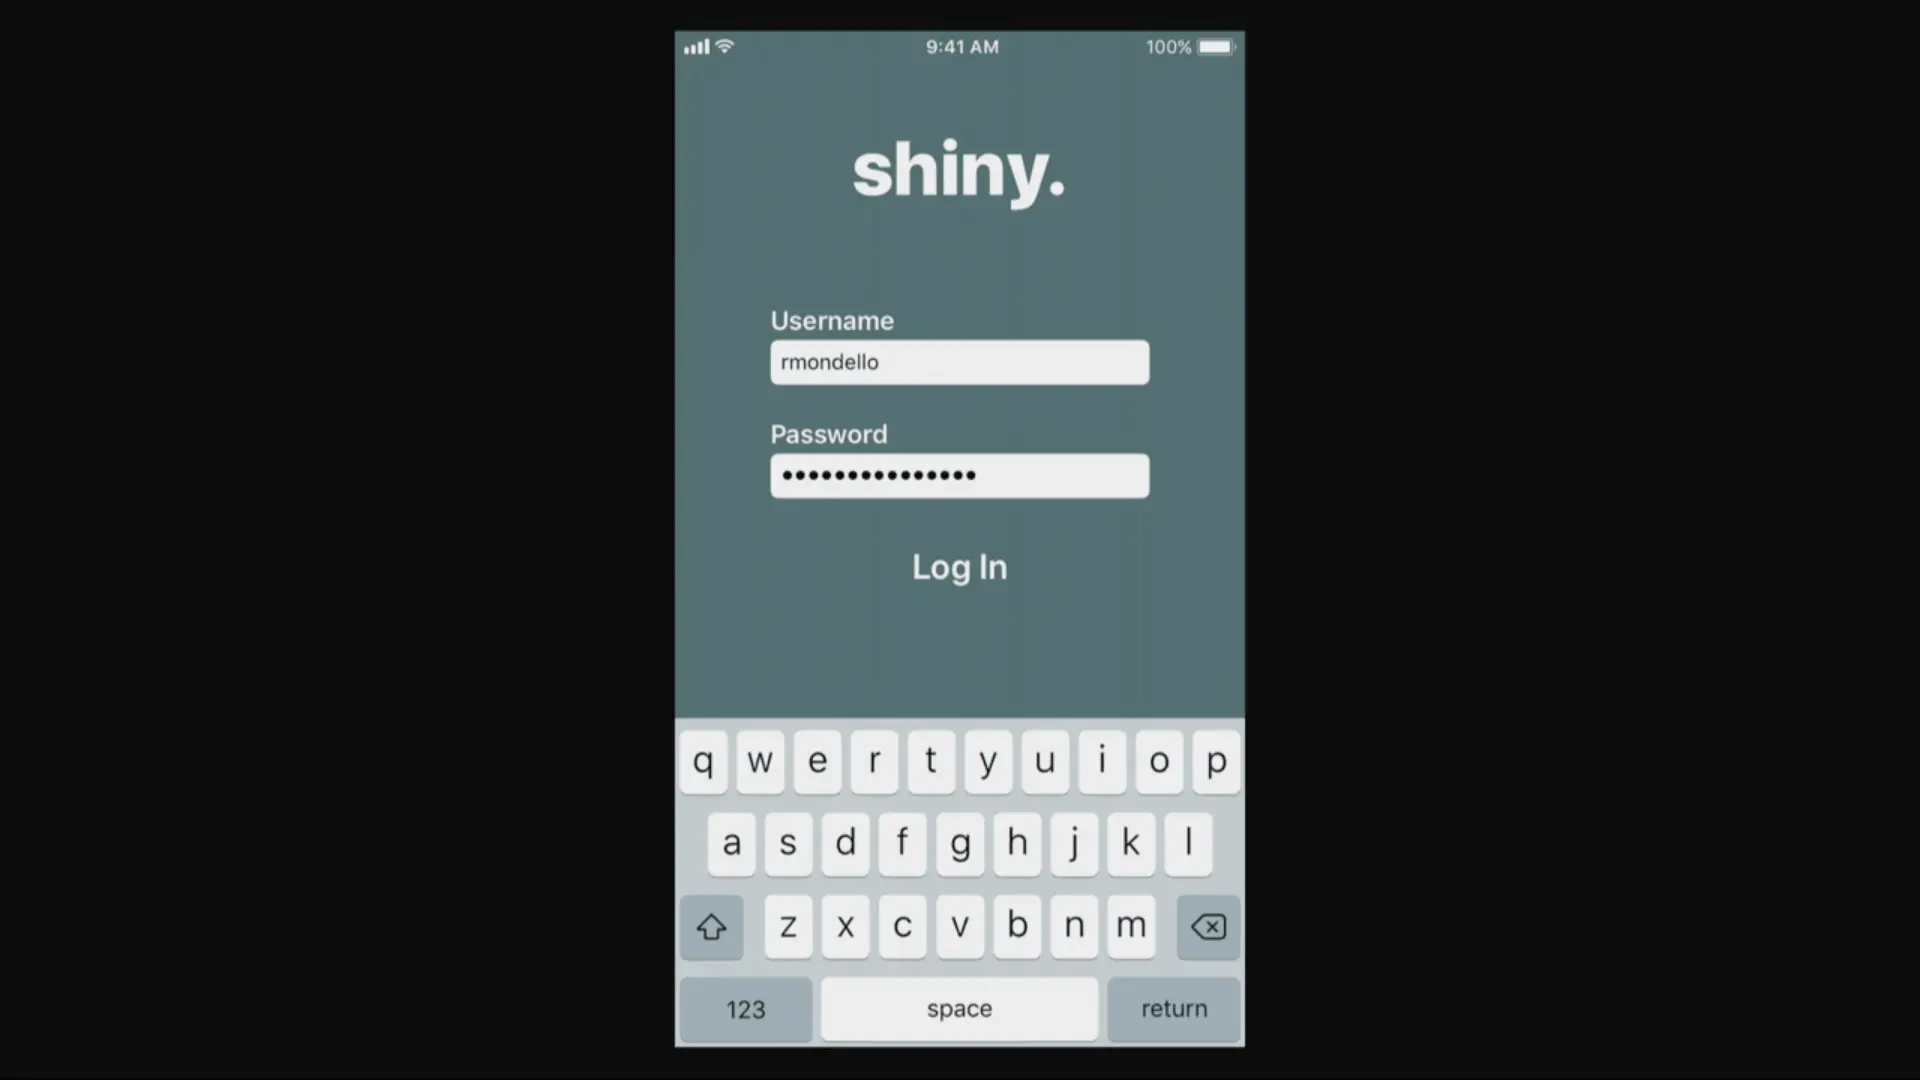 9:41 AM
100%
shiny.
Username
rmondello
Password
•••••••••••••••
Log In
q w e r t y u i o p
a s d f g h j k l
z x c v b n m
123 space return